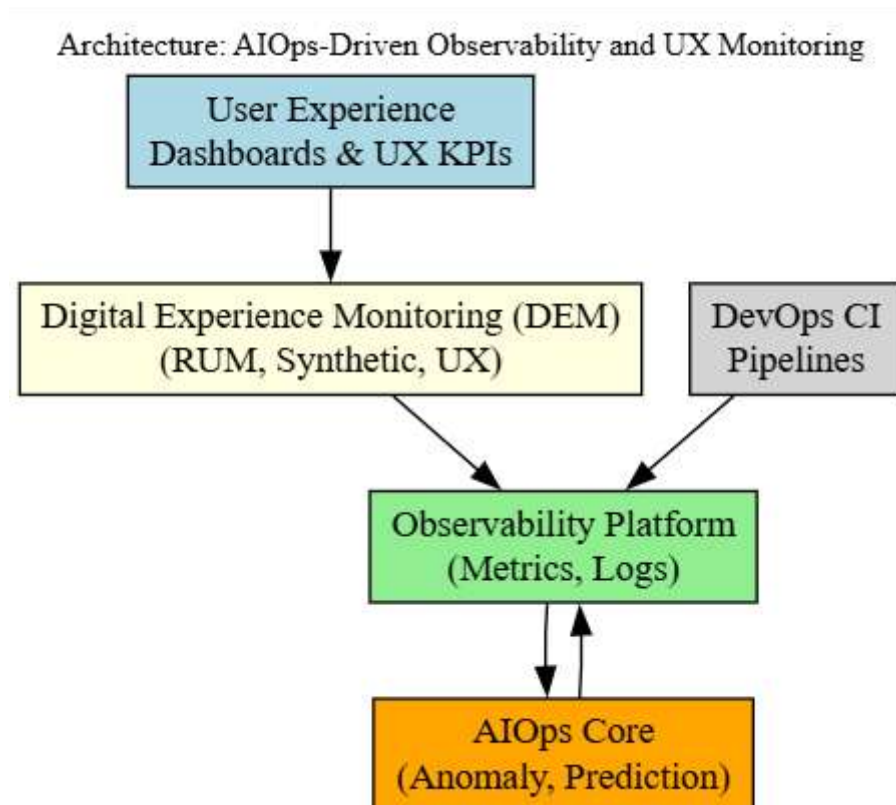 Architecture: AIOps-Driven Observability and UX Monitoring
User Experience
Dashboards & UX KPIs
Digital Experience Monitoring (DEM)
(RUM, Synthetic, UX)
DevOps CI
Pipelines
Observability Platform
(Metrics, Logs)
AIOps Core
(Anomaly, Prediction)